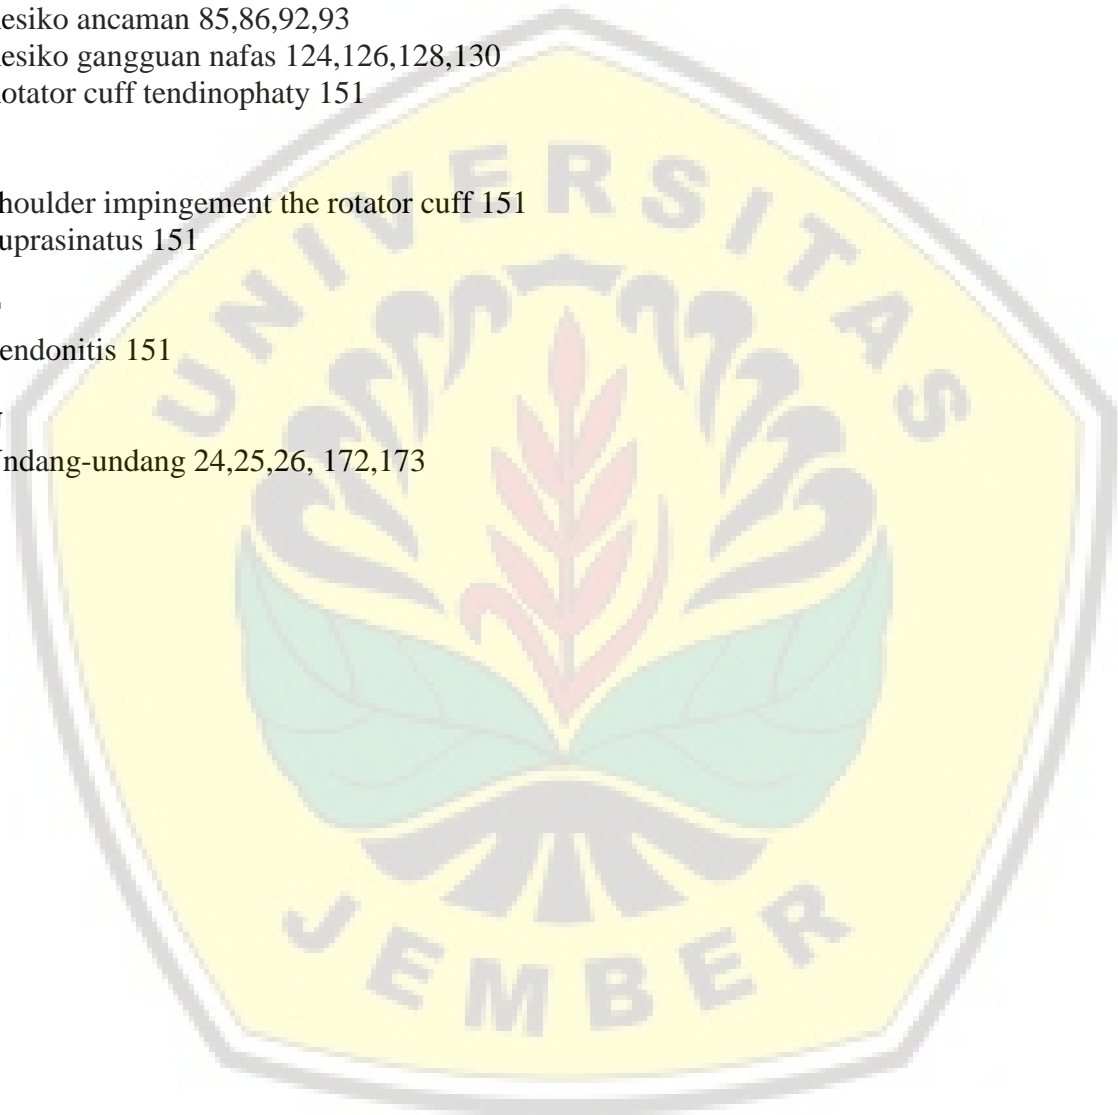 esiko ancaman 85,86,92,93
esiko gangguan nafas 124,126,128,130
otator cuff tendinophaty 151
houlder impingement the rotator cuff 151
uprasinatus 151
endonitis 151
ndang-undang 24,25,26, 172,173
UNIVERSITAS
JEMBER